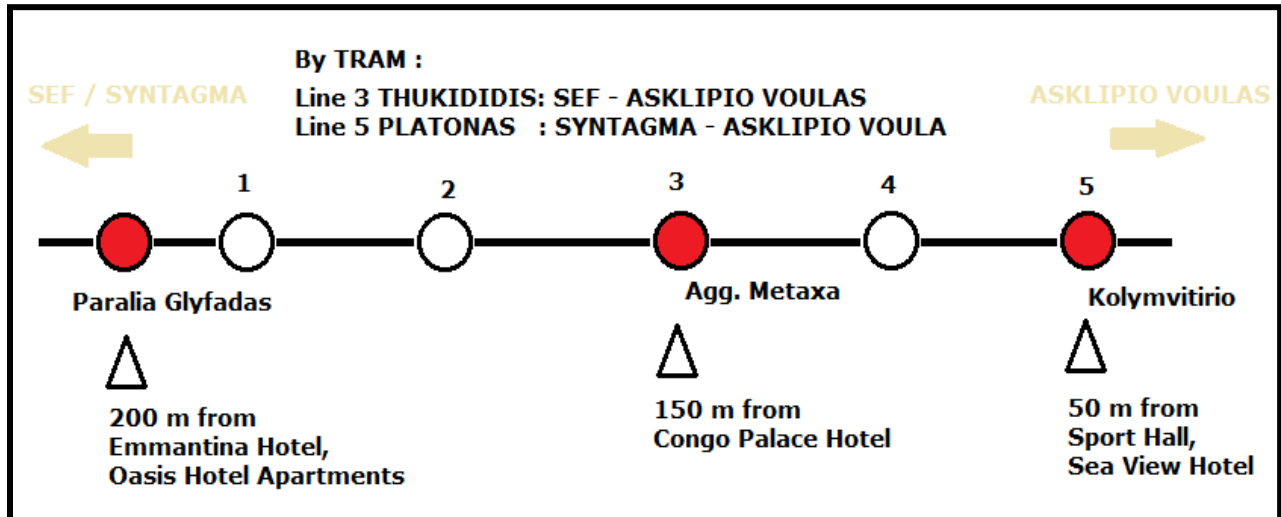 By TRAM :
SEF / SYNTAGMA
Line 3 THUKIDIDIS: SEF - ASKLIPIO VOULAS
ASKLIPIO VOULAS
Line 5 PLATONAS : SYNTAGMA - ASKLIPIO VOULA
1
2
3
4
5
Paralia Glyfadas
Agg. Metaxa
Kolymvitirio
200 m from
Emmantina Hotel,
Oasis Hotel Apartments
150 m from
Congo Palace Hotel
50 m from
Sport Hall,
Sea View Hotel